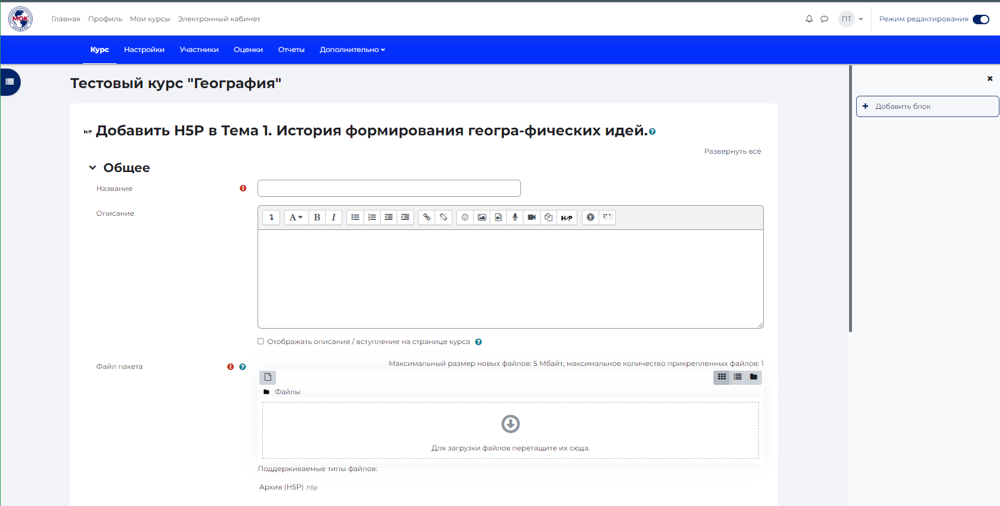 МОК
Главная Профиль Мои курсы Электронный кабинет
ПТ
Режим редактирования
Курс Настройки Участники Оценки Отчеты Дополнительно
Тестовый курс "География"
Добавить блок
H-P Добавить H5P в Тема 1. История формирования геогра-фических идей.
Развернуть всё
Общее
Название
Описание
A B I H-P
Отображать описание / вступление на странице курса
Файл пакета
Максимальный размер новых файлов: 5 Мбайт, максимальное количество прикрепленных файлов: 1
Файлы
Для загрузки файлов перетащите их сюда.
Поддерживаемые типы файлов:
Архив (H5P) .h5p